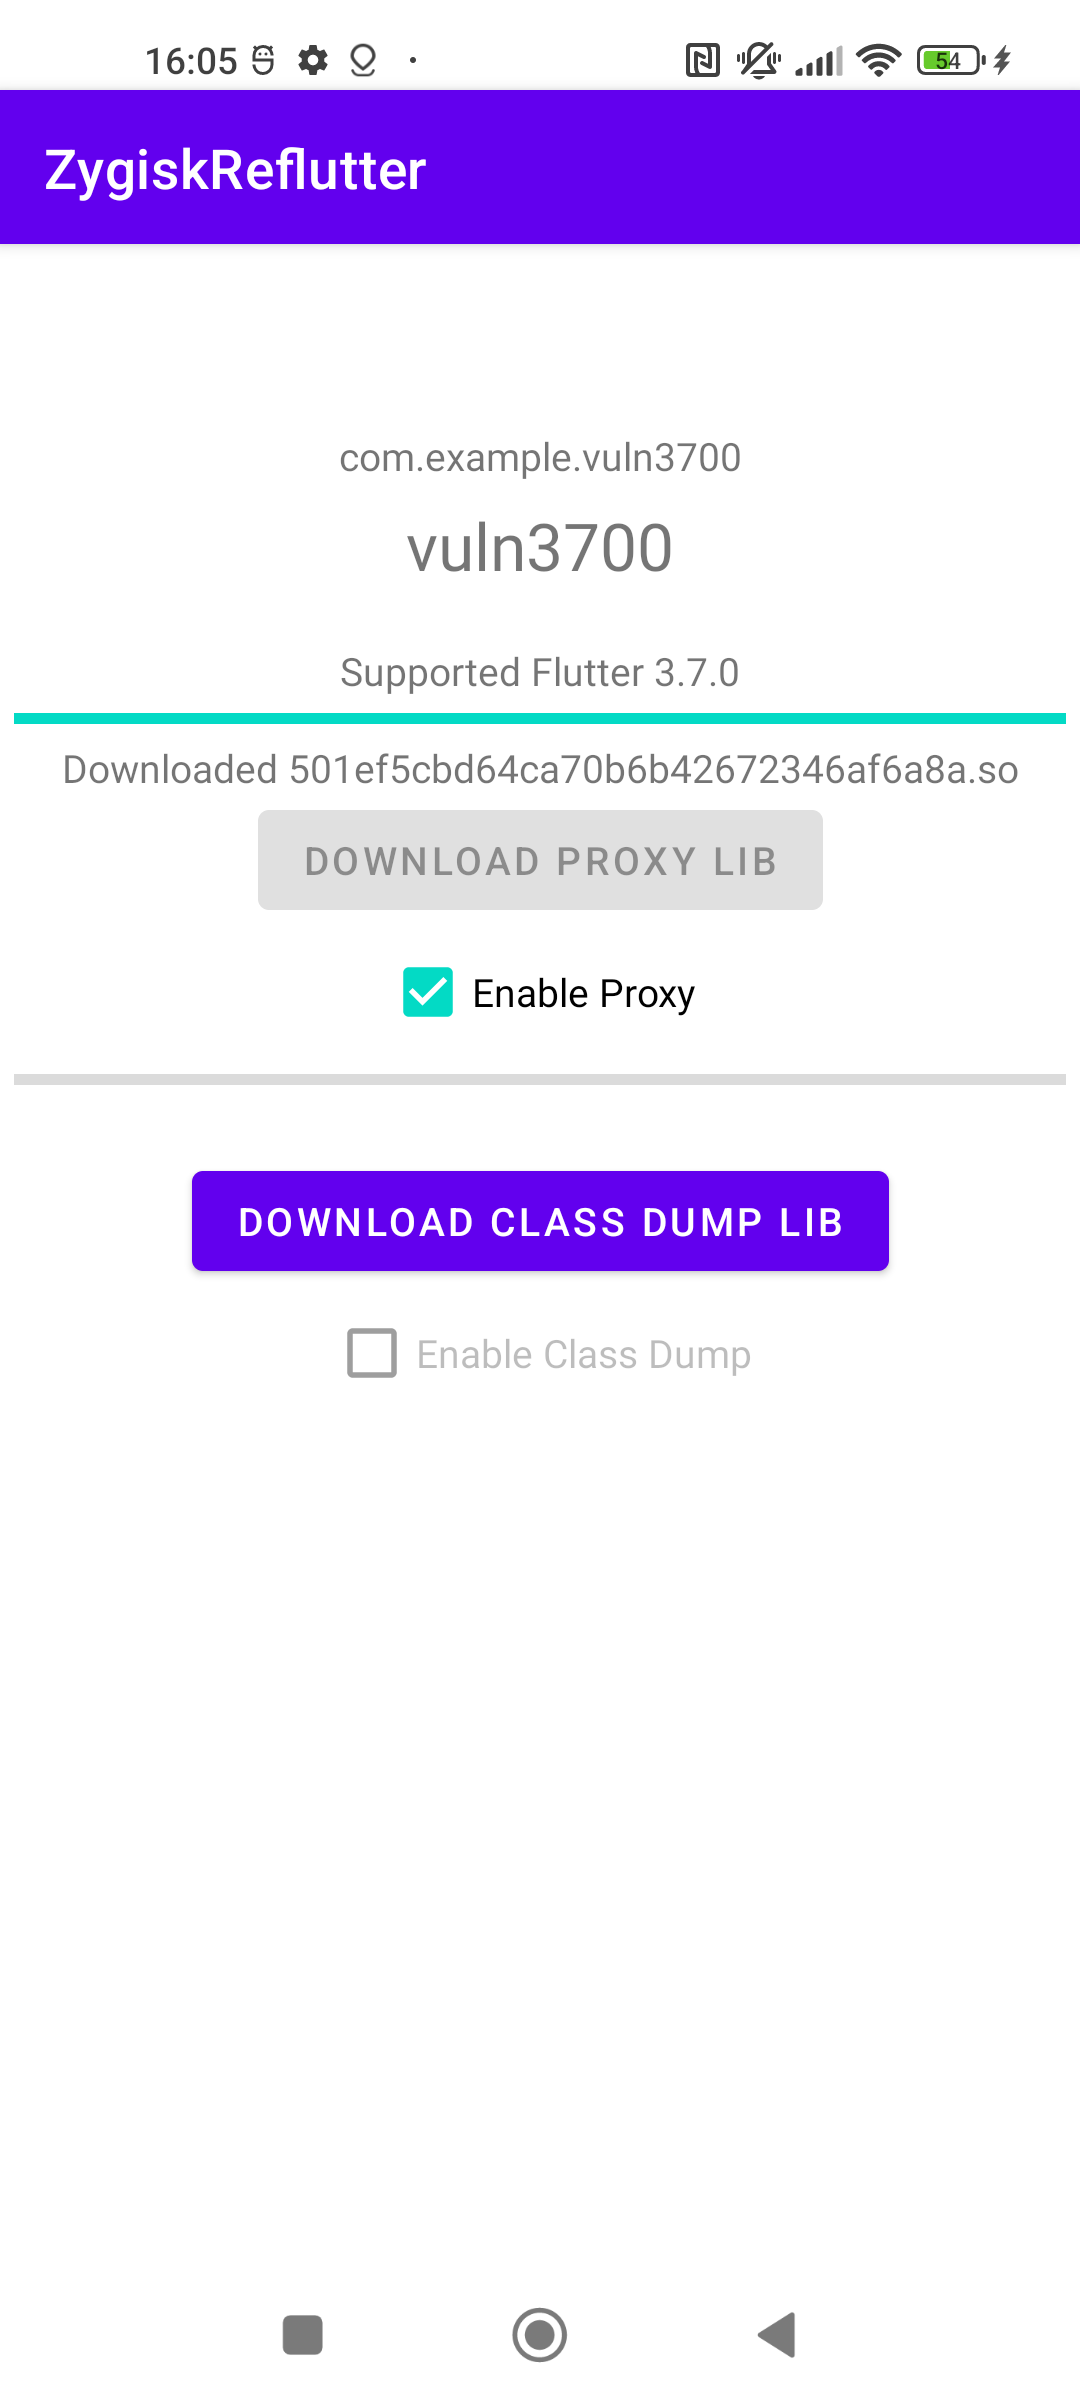 16:05
54
ZygiskReflutter
com.example.vuln3700
vuln3700
Supported Flutter 3.7.0
Downloaded 501ef5cbd64ca70b6b42672346af6a8a.so
DOWNLOAD PROXY LIB
Enable Proxy
DOWNLOAD CLASS DUMP LIB
Enable Class Dump